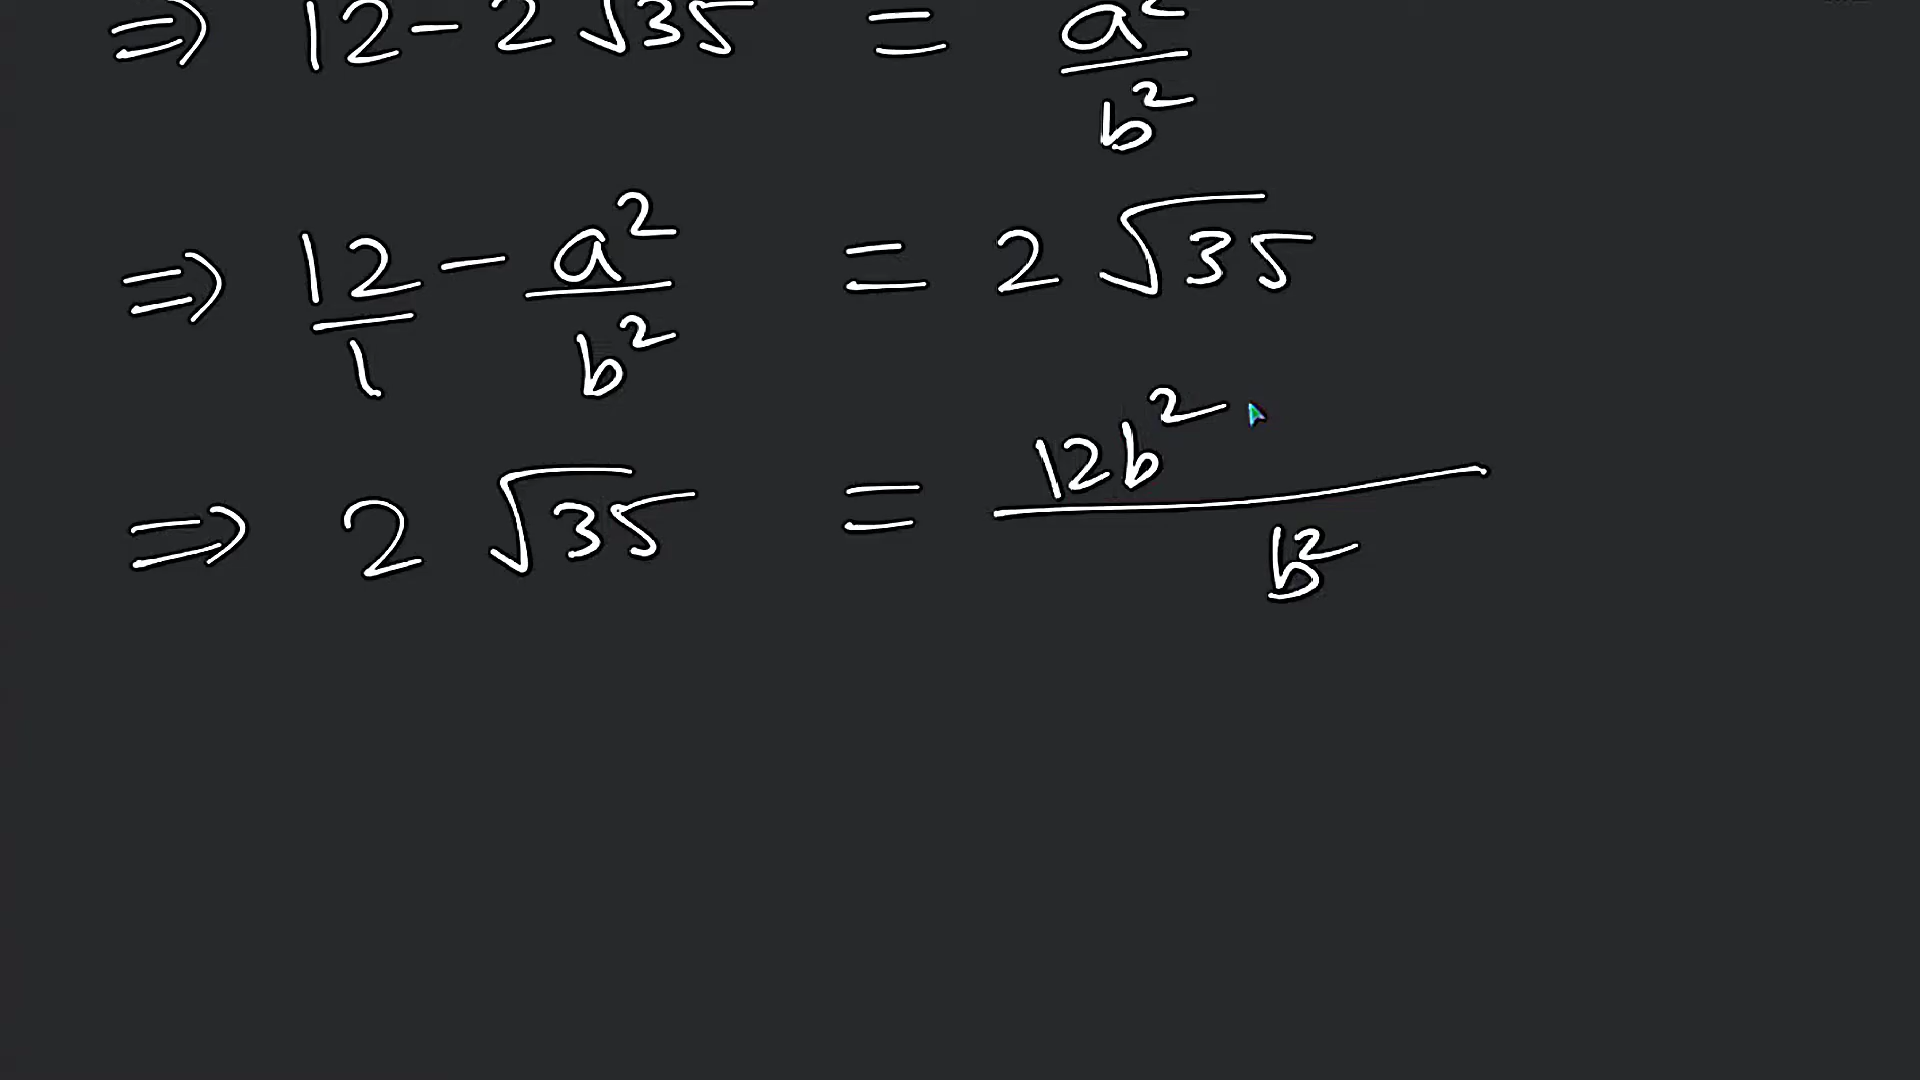 ⇒ 12 - 2√35 = a²/b²
⇒ 12/1 - a²/b² = 2√35
⇒ 2√35 = 12b²/b²